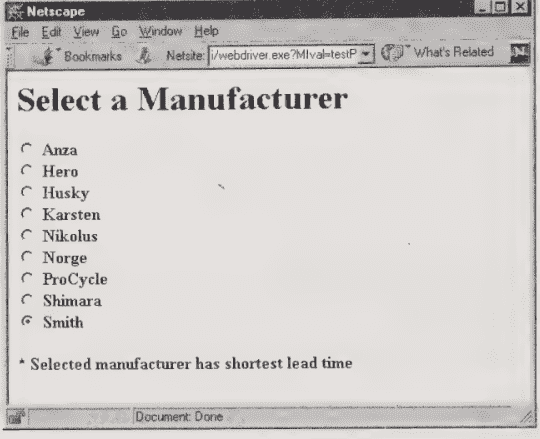 Netscape
File Edit View Go Window Help
Bookmarks Netsite: i/webdriver.exe?MIval=testP What's Related N
Select a Manufacturer
Anza
Hero
Husky
Karsten
Nikolus
Norge
ProCycle
Shimara
Smith
* Selected manufacturer has shortest lead time
Document: Done